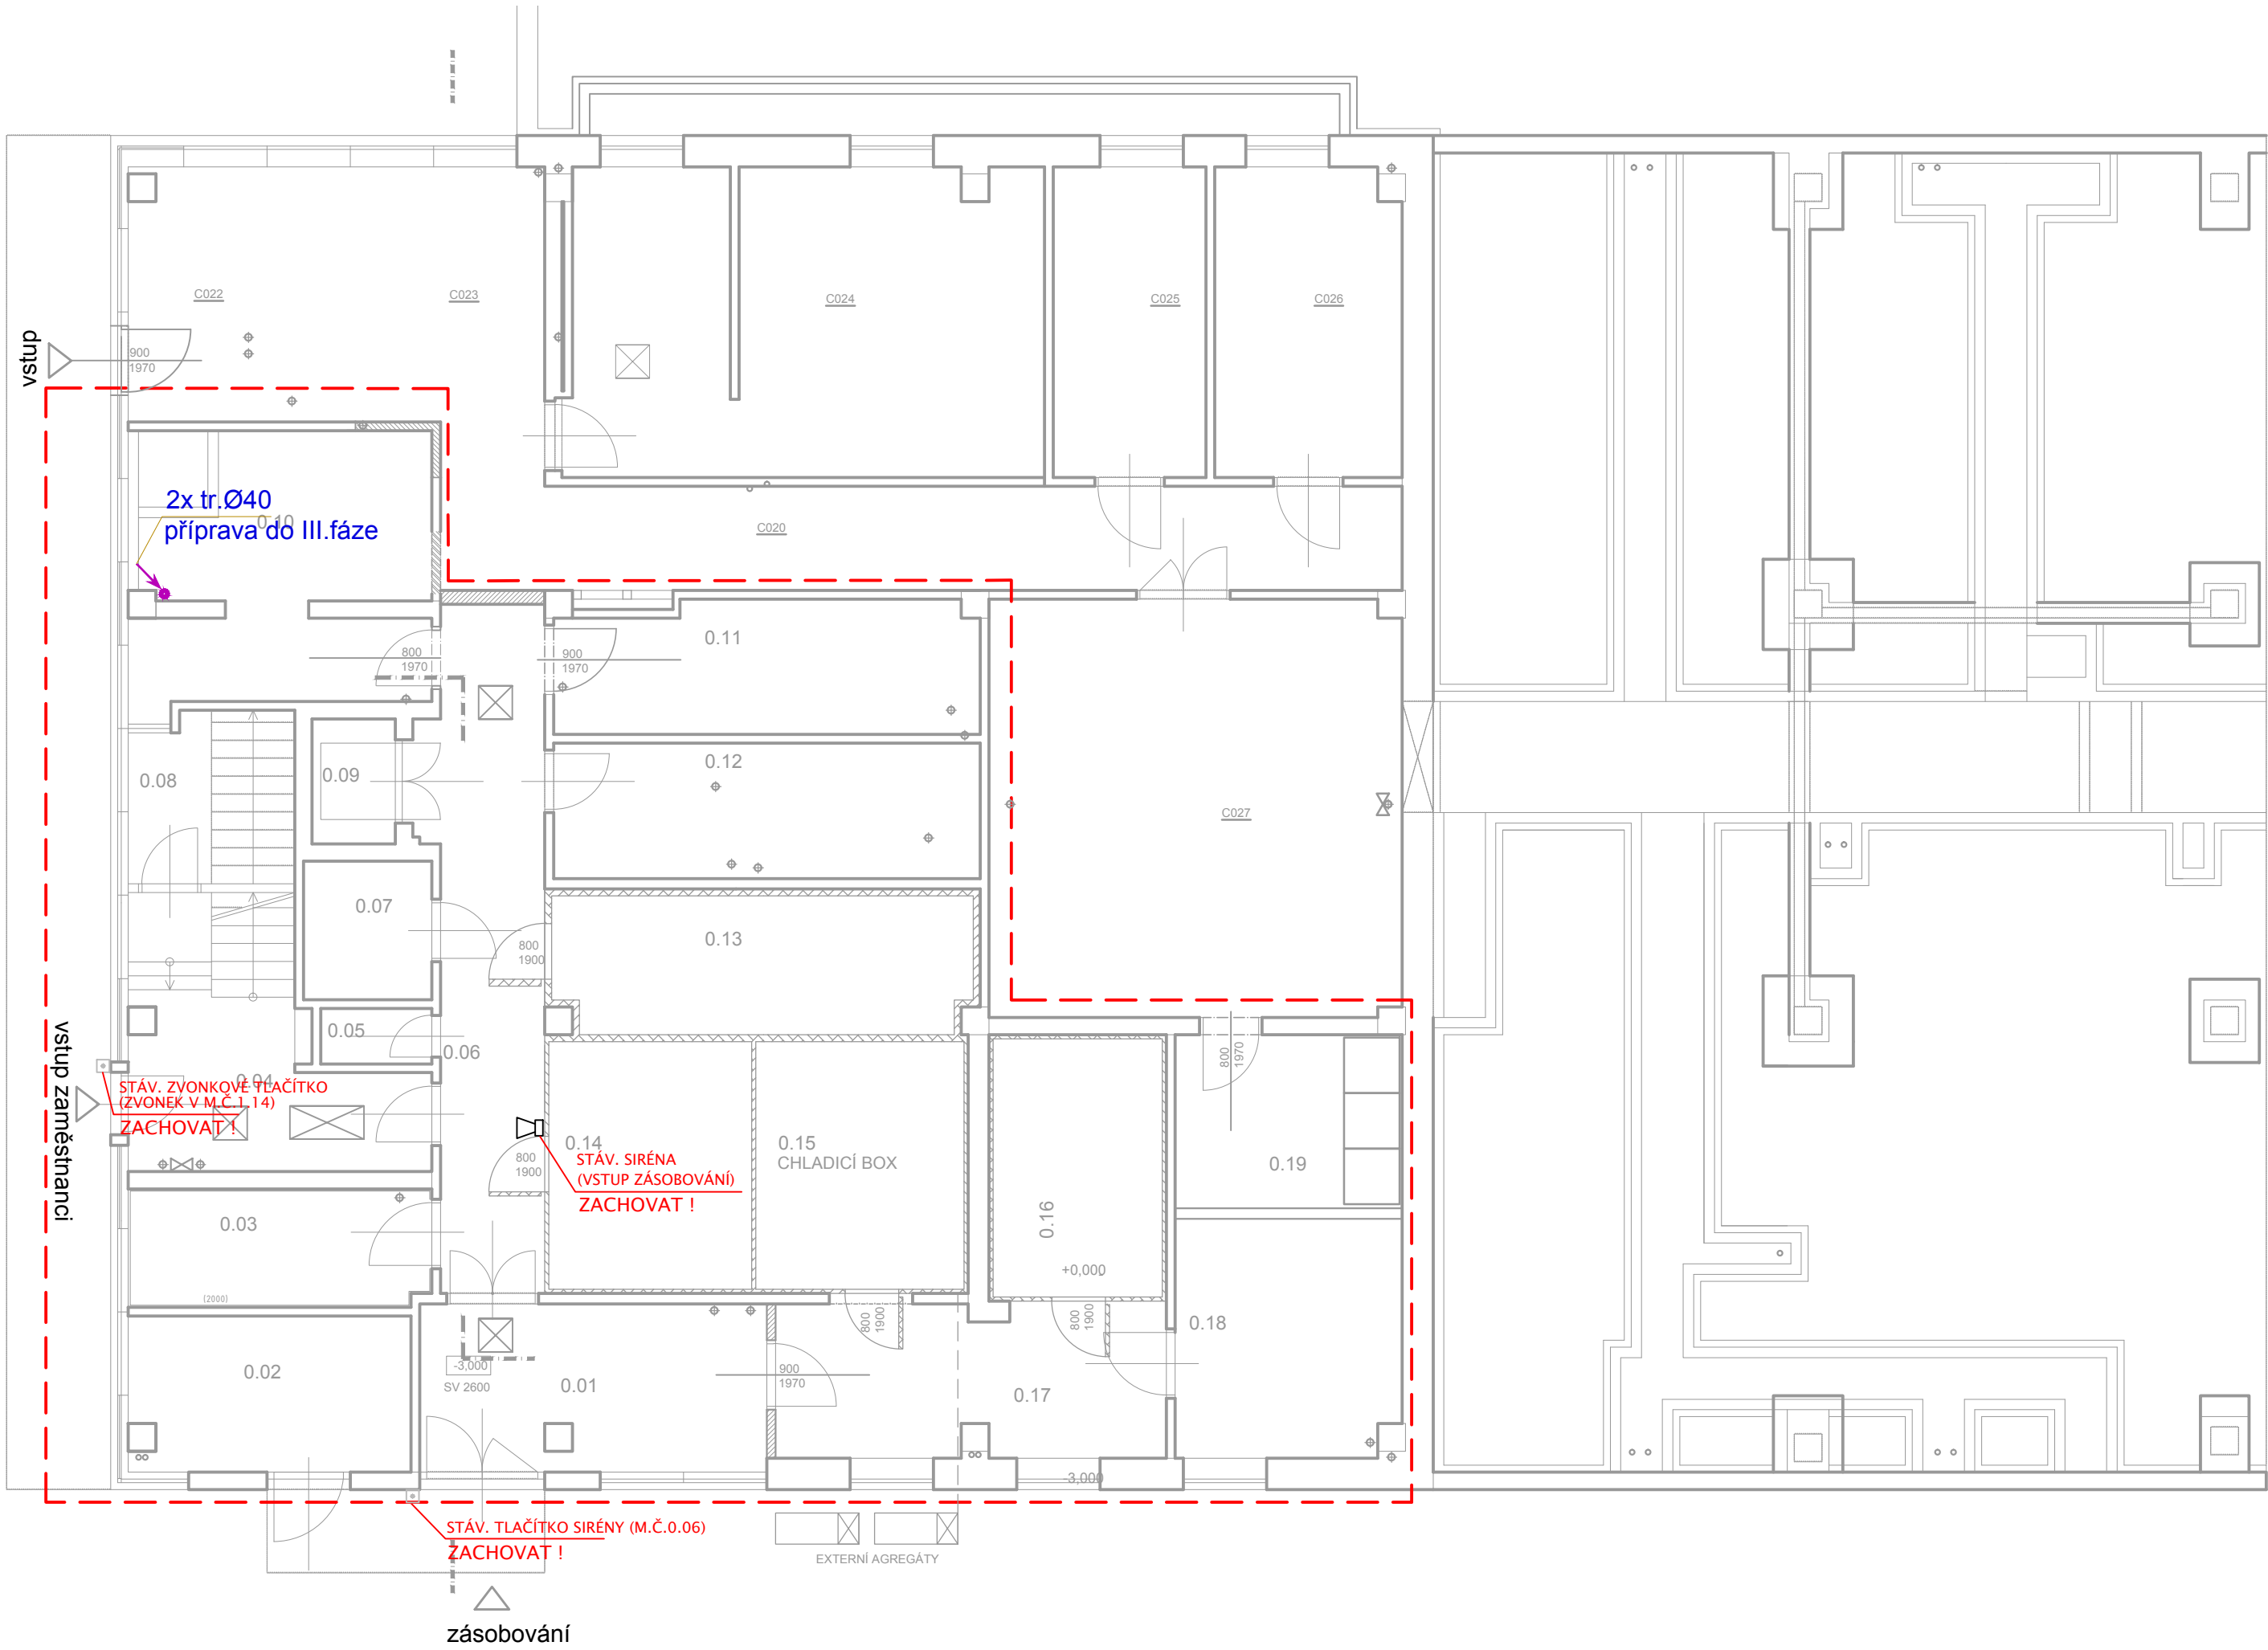 C022
C023
C024
C025
C026
vstup
900
1970
2x tr.Ø40
0.10
příprava do III.fáze
C020
0.11
800
1970
900
1970
0.12
0.08
0.09
C027
0.07
0.13
800
1900
0.05
0.06
800
1970
vstup zaměstnanci
0.04
STÁV. ZVONKOVÉ TLAČÍTKO
(ZVONEK V M.Č.1.14)
ZACHOVAT !
0.14
0.15
CHLADICÍ BOX
800
1900
STÁV. SIRÉNA
(VSTUP ZÁSOBOVÁNÍ)
ZACHOVAT !
0.19
0.16
0.03
+0,000
(2000)
800
1900
800
1900
0.18
0.02
-3,000
SV 2600
0.01
900
1970
0.17
-3,000
STÁV. TLAČÍTKO SIRÉNY (M.Č.0.06)
ZACHOVAT !
EXTERNÍ AGREGÁTY
zásobování